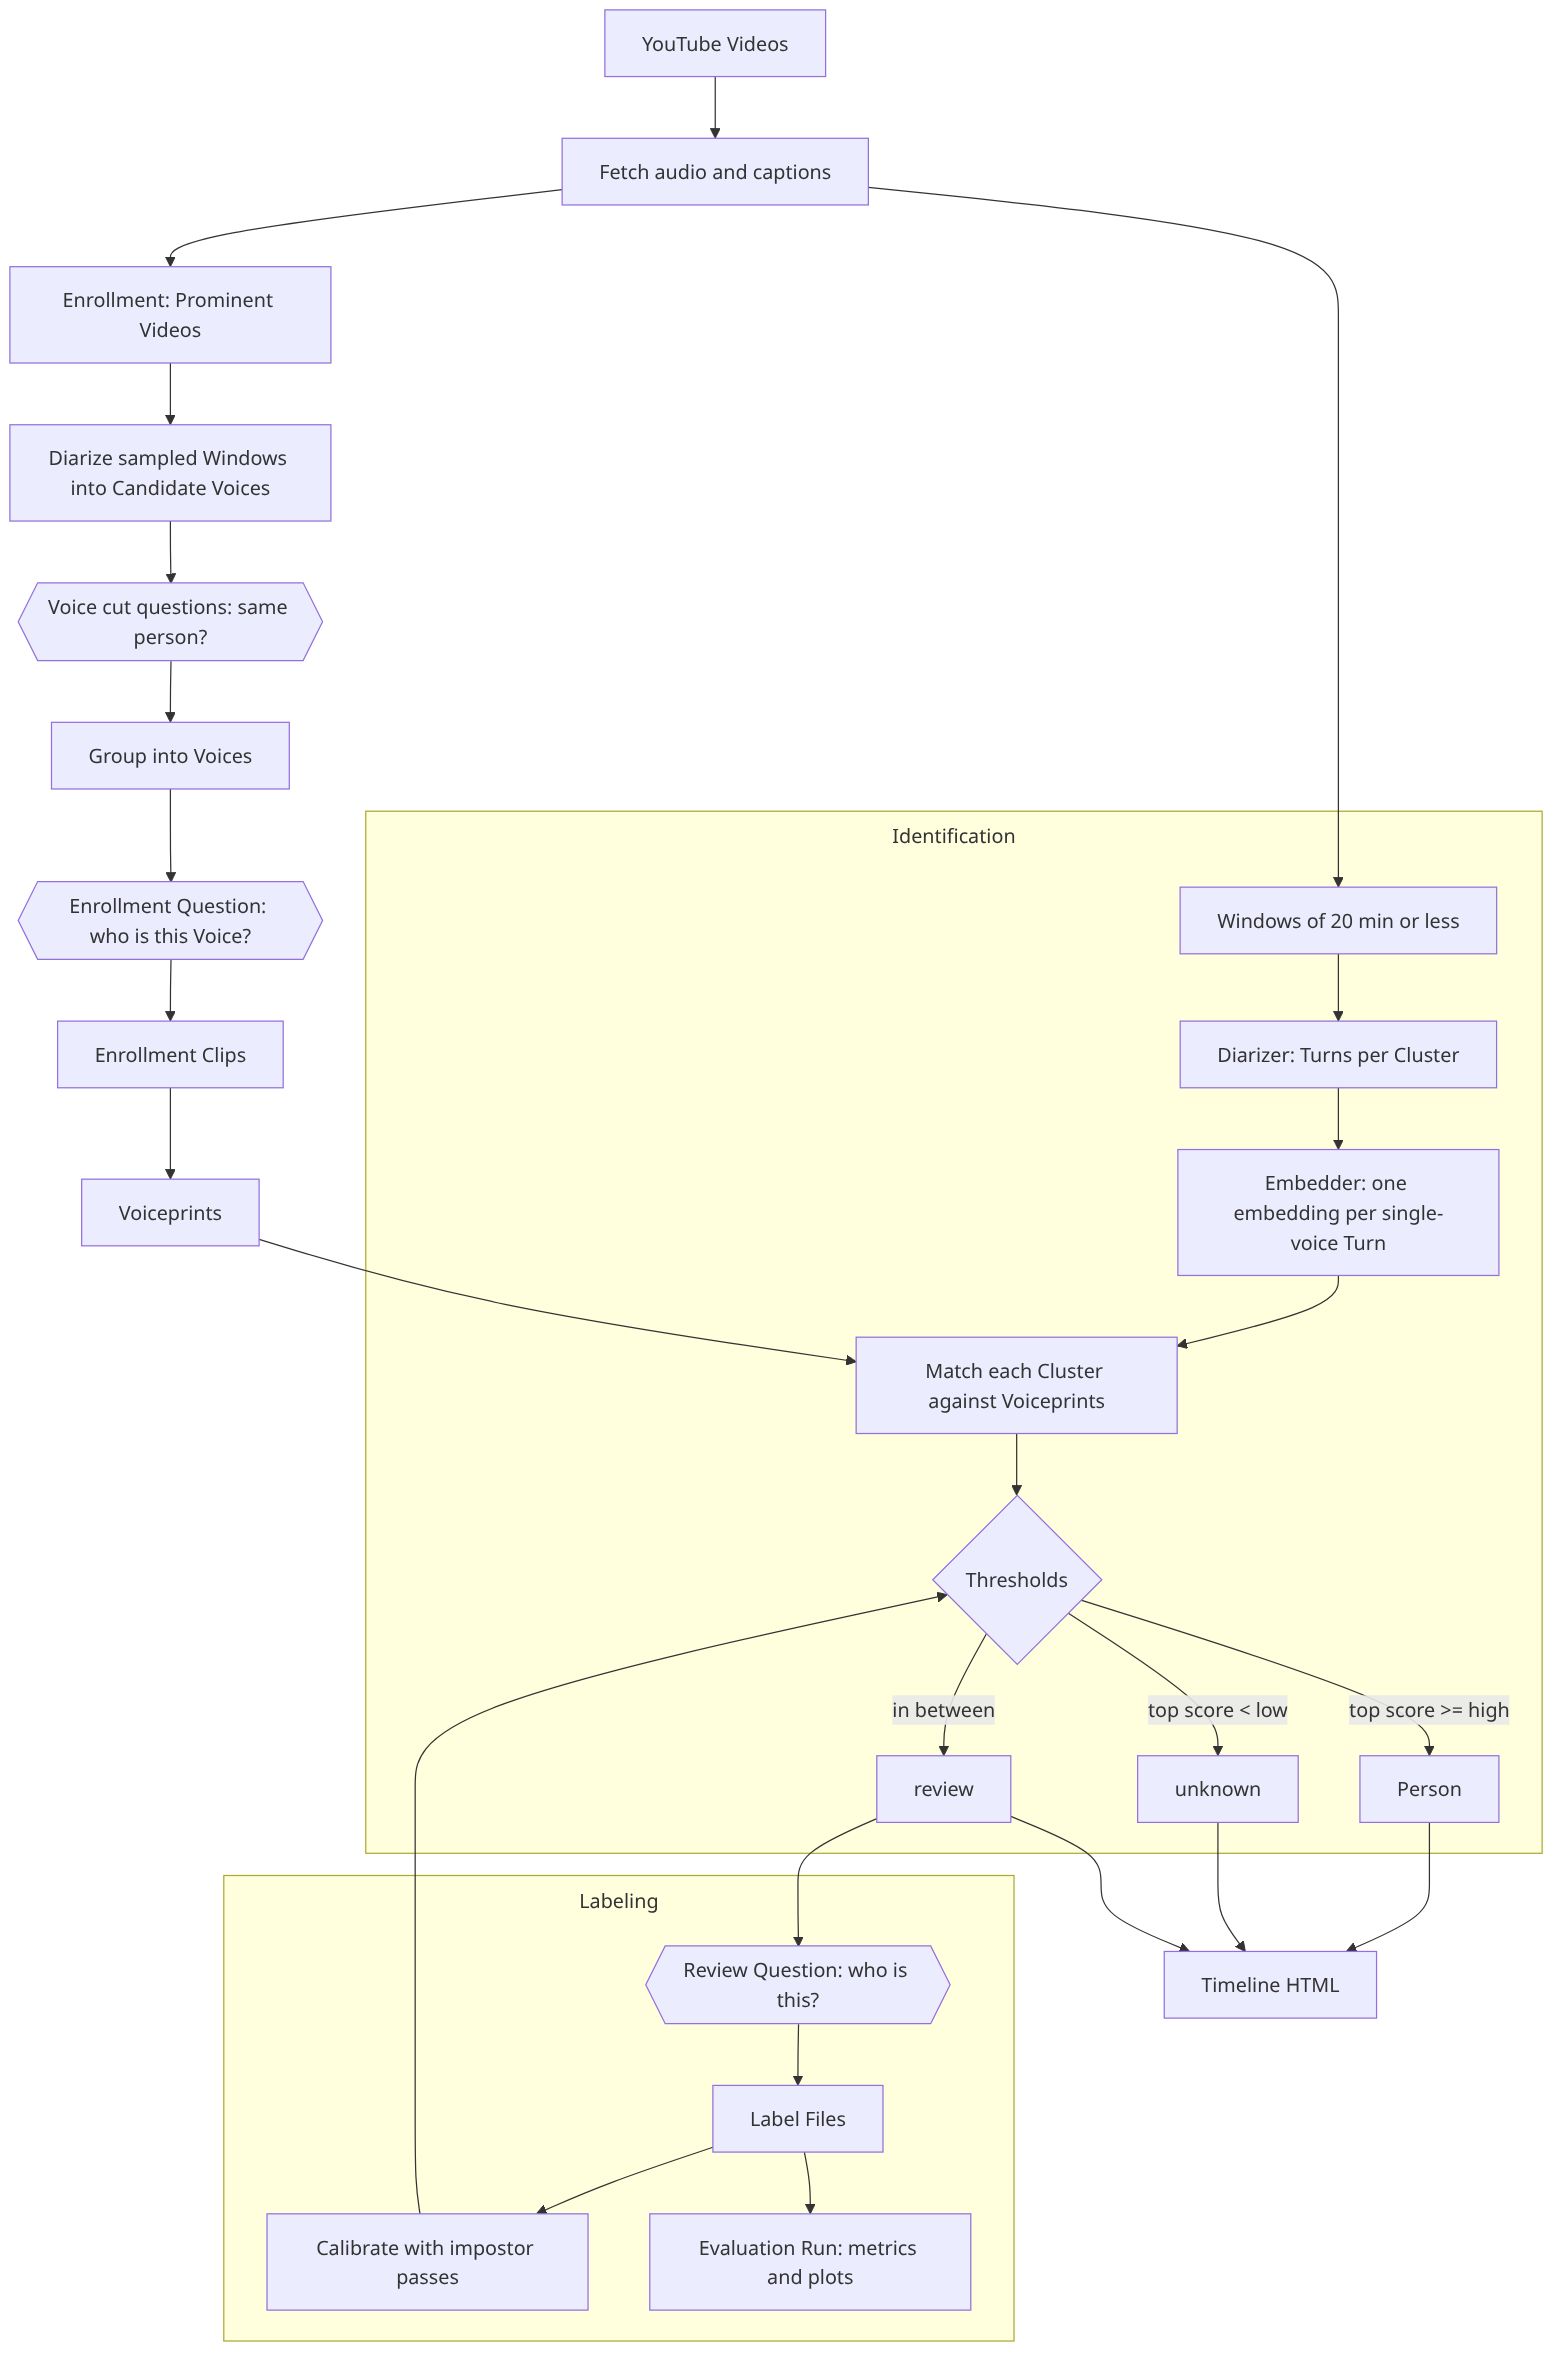 YouTube Videos
Fetch audio and captions
Enrollment: Prominent
Videos
Diarize sampled Windows
into Candidate Voices
Voice cut questions: same
person?
Group into Voices
Identification
Enrollment Question:
who is this Voice?
Windows of 20 min or less
Enrollment Clips
Diarizer: Turns per Cluster
Voiceprints
Embedder: one
embedding per single-
voice Turn
Match each Cluster
against Voiceprints
Thresholds
in between
top score < low
top score >= high
review
unknown
Person
Labeling
Review Question: who is
this?
Timeline HTML
Label Files
Calibrate with impostor
passes
Evaluation Run: metrics
and plots